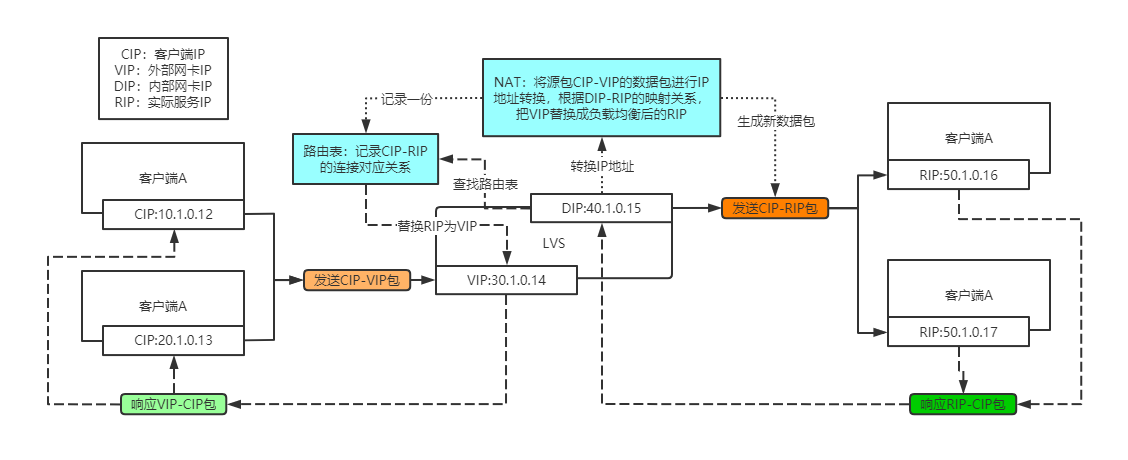 CIP：客户端IP
VIP：外部网卡IP
DIP：内部网卡IP
RIP：实际服务IP
NAT：将源包CIP-VIP的数据包进行IP
地址转换，根据DIP-RIP的映射关系，
把VIP替换成负载均衡后的RIP
记录一份
生成新数据包
路由表：记录CIP-RIP
的连接对应关系
转换IP地址
查找路由表
客户端A
CIP:10.1.0.12
替换RIP为VIP
DIP:40.1.0.15
LVS
VIP:30.1.0.14
发送CIP-RIP包
客户端A
RIP:50.1.0.16
发送CIP-VIP包
客户端A
CIP:20.1.0.13
客户端A
RIP:50.1.0.17
响应VIP-CIP包
响应RIP-CIP包